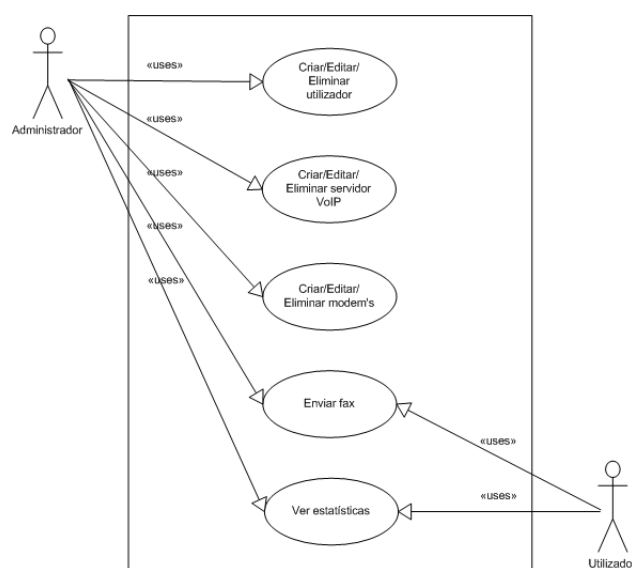 «uses»
Criar/Editar/
Eliminar
utilizador
Administrador
«uses»
Criar/Editar/
Eliminar servidor
VoIP
«uses»
Criar/Editar/
Eliminar modem's
«uses»
«uses»
Enviar fax
«uses»
Ver estatísticas
«uses»
Utilizado